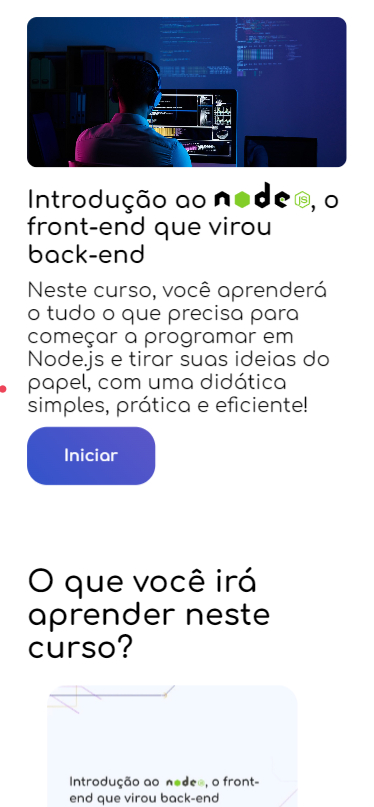 Introdução ao node JS, o
front-end que virou
back-end
Neste curso, você aprenderá
o tudo o que precisa para
começar a programar em
Node.js e tirar suas ideias do
papel, com uma didática
simples, prática e eficiente!
Iniciar
O que você irá
aprender neste
curso?
Introdução ao node, o front-
end que virou back-end